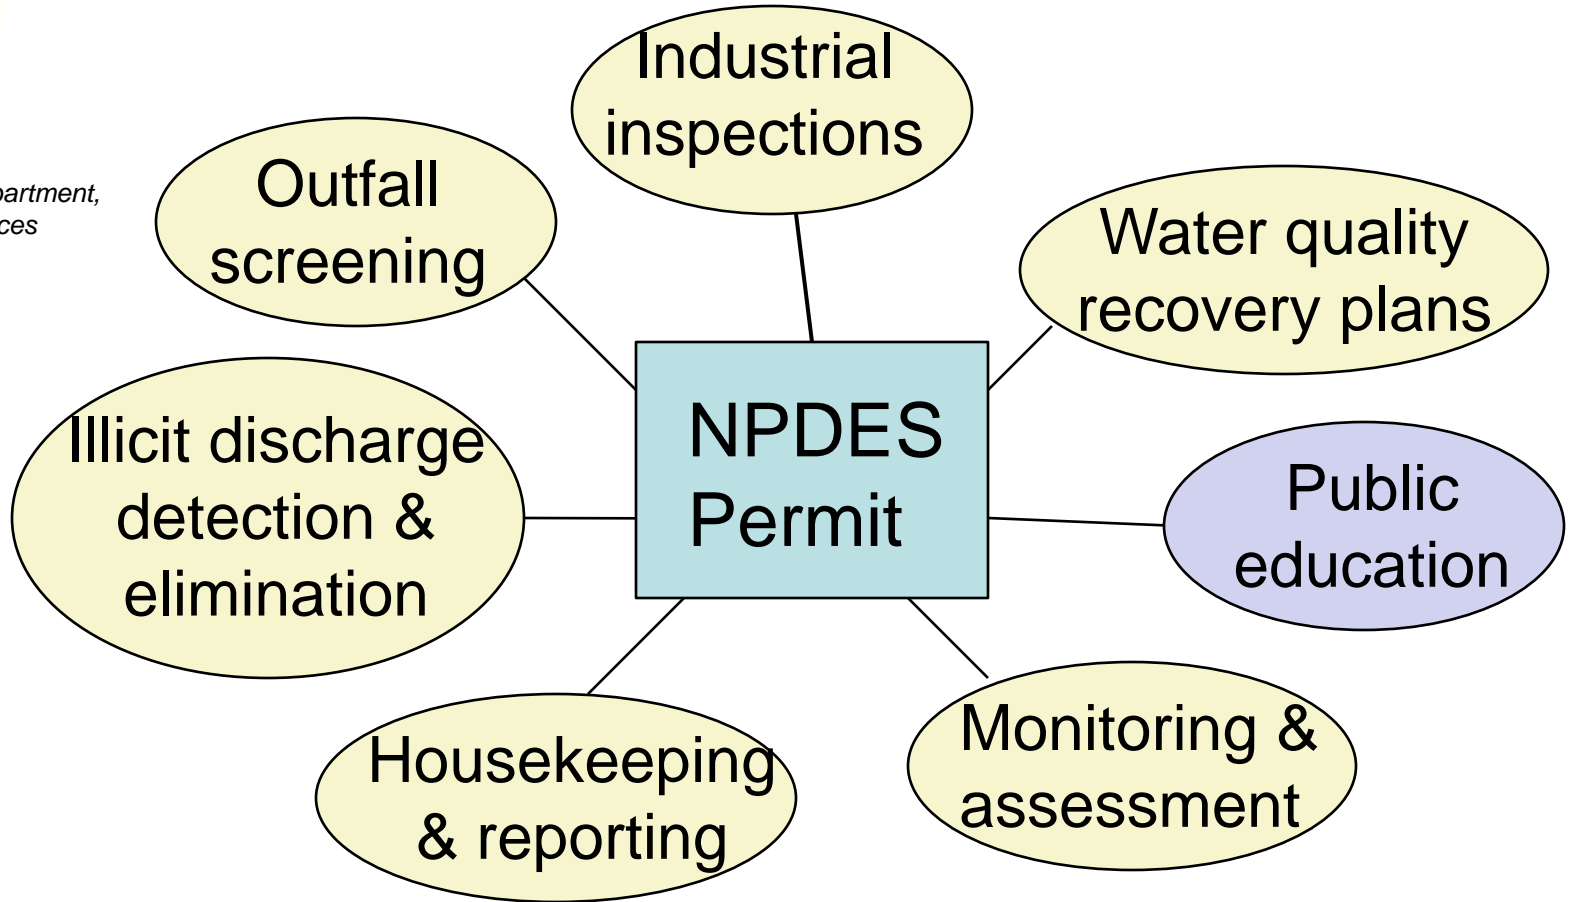 Industrial
inspections
Outfall
screening
Water quality
recovery plans
Illicit discharge
detection &
elimination
NPDES
Permit
Public
education
Housekeeping
& reporting
Monitoring &
assessment